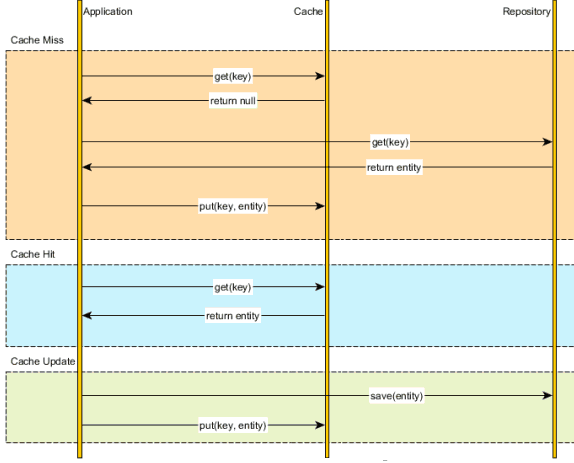 Application
Cache
Repository
Cache Miss
get(key)
return null
get(key)
return entity
put(key, entity)
Cache Hit
get(key)
return entity
Cache Update
save(entity)
put(key, entity)